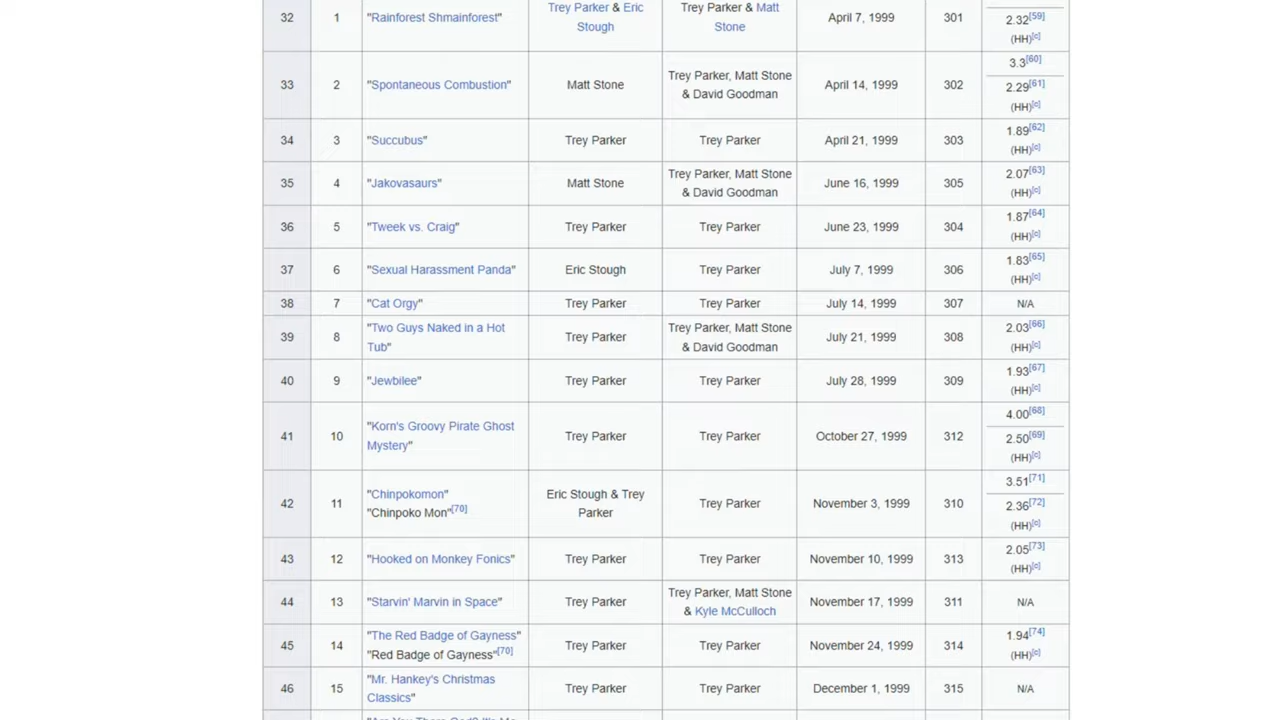 32 1 "Rainforest Shmainforest" Trey Parker & Eric Stough Trey Parker & Matt Stone April 7, 1999 301 2.32[59] (HH)[c]
33 2 "Spontaneous Combustion" Matt Stone Trey Parker, Matt Stone & David Goodman April 14, 1999 302 3.3[60] 2.29[61] (HH)[c]
34 3 "Succubus" Trey Parker Trey Parker April 21, 1999 303 1.89[62] (HH)[c]
35 4 "Jakovasaurs" Matt Stone Trey Parker, Matt Stone & David Goodman June 16, 1999 305 2.07[63] (HH)[c]
36 5 "Tweek vs. Craig" Trey Parker Trey Parker June 23, 1999 304 1.87[64] (HH)[c]
37 6 "Sexual Harassment Panda" Eric Stough Trey Parker July 7, 1999 306 1.83[65] (HH)[c]
38 7 "Cat Orgy" Trey Parker Trey Parker July 14, 1999 307 N/A
39 8 "Two Guys Naked in a Hot Tub" Trey Parker Trey Parker, Matt Stone & David Goodman July 21, 1999 308 2.03[66] (HH)[c]
40 9 "Jewbilee" Trey Parker Trey Parker July 28, 1999 309 1.93[67] (HH)[c]
41 10 "Korn's Groovy Pirate Ghost Mystery" Trey Parker Trey Parker October 27, 1999 312 4.00[68] 2.50[69] (HH)[c]
42 11 "Chinpokomon" "Chinpoko Mon"[70] Eric Stough & Trey Parker Trey Parker November 3, 1999 310 3.51[71] 2.36[72] (HH)[c]
43 12 "Hooked on Monkey Fonics" Trey Parker Trey Parker November 10, 1999 313 2.05[73] (HH)[c]
44 13 "Starvin' Marvin in Space" Trey Parker Trey Parker, Matt Stone & Kyle McCulloch November 17, 1999 311 N/A
45 14 "The Red Badge of Gayness" "Red Badge of Gayness"[70] Trey Parker Trey Parker November 24, 1999 314 1.94[74] (HH)[c]
46 15 "Mr. Hankey's Christmas Classics" Trey Parker Trey Parker December 1, 1999 315 N/A